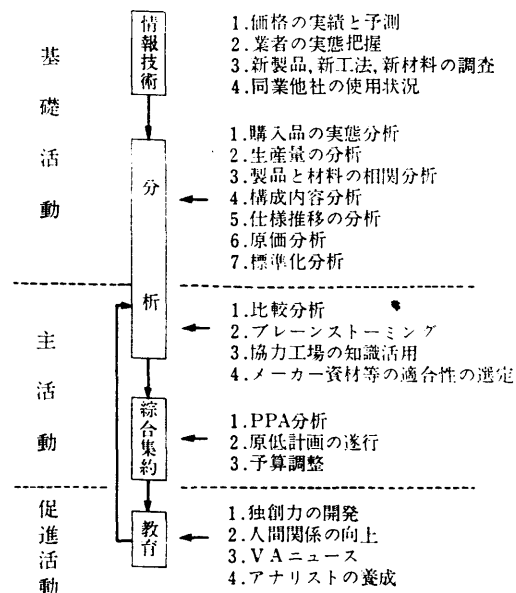 基礎活動
情報技術
1.価格の実績と予測
2.業者の実態把握
3.新製品,新工法,新材料の調査
4.同業他社の使用状況
分析
1.購入品の実態分析
2.生産量の分析
3.製品と材料の相関分析
4.構成内容分析
5.仕様推移の分析
6.原価分析
7.標準化分析
主活動
1.比較分析
2.ブレーンストーミング
3.協力工場の知識活用
4.メーカー資材等の適合性の選定
綜合集約
1.PPA分析
2.原低計画の遂行
3.予算調整
促進活動
教育
1.独創力の開発
2.人間関係の向上
3.VAニュース
4.アナリストの養成